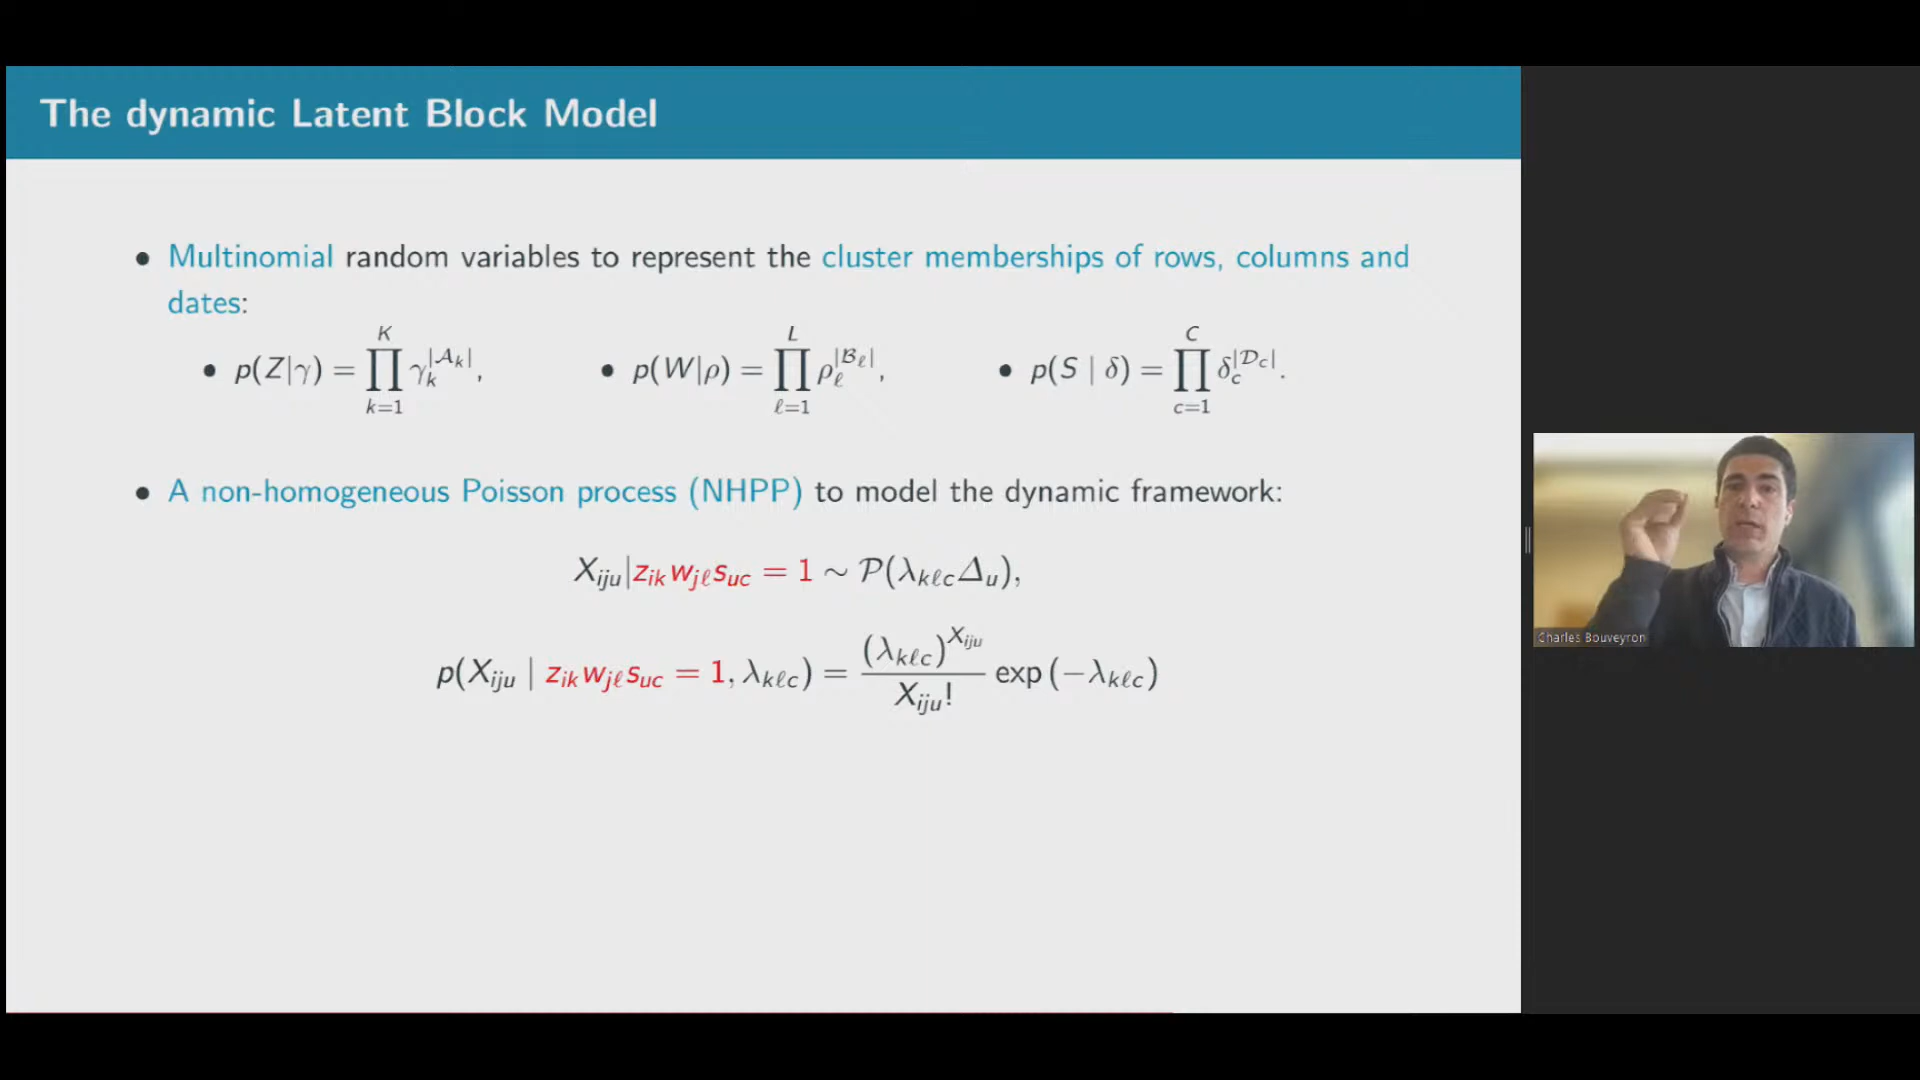 The dynamic Latent Block Model
• Multinomial random variables to represent the cluster memberships of rows, columns and
dates:
• p(Z|γ) = ∏_{k=1}^{K} γ_k^{|𝒜_k|}, • p(W|ρ) = ∏_{ℓ=1}^{L} ρ_ℓ^{|ℬ_ℓ|}, • p(S | δ) = ∏_{c=1}^{C} δ_c^{|𝒟_c|}.
• A non-homogeneous Poisson process (NHPP) to model the dynamic framework:
X_{iju}|z_{ik}w_{jℓ}s_{uc} = 1 ∼ 𝒫(λ_{kℓc}Δ_u),
p(X_{iju} | z_{ik}w_{jℓ}s_{uc} = 1, λ_{kℓc}) = (λ_{kℓc})^{X_{iju}} / X_{iju}! exp(−λ_{kℓc})
Charles Bouveyron